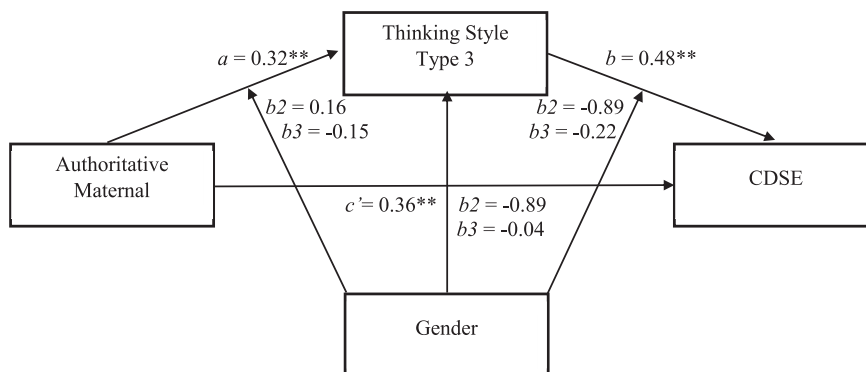 Thinking Style
Type 3
a = 0.32**
b = 0.48**
b2 = 0.16
b3 = -0.15
b2 = -0.89
b3 = -0.22
Authoritative
Maternal
CDSE
c’= 0.36**
b2 = -0.89
b3 = -0.04
Gender